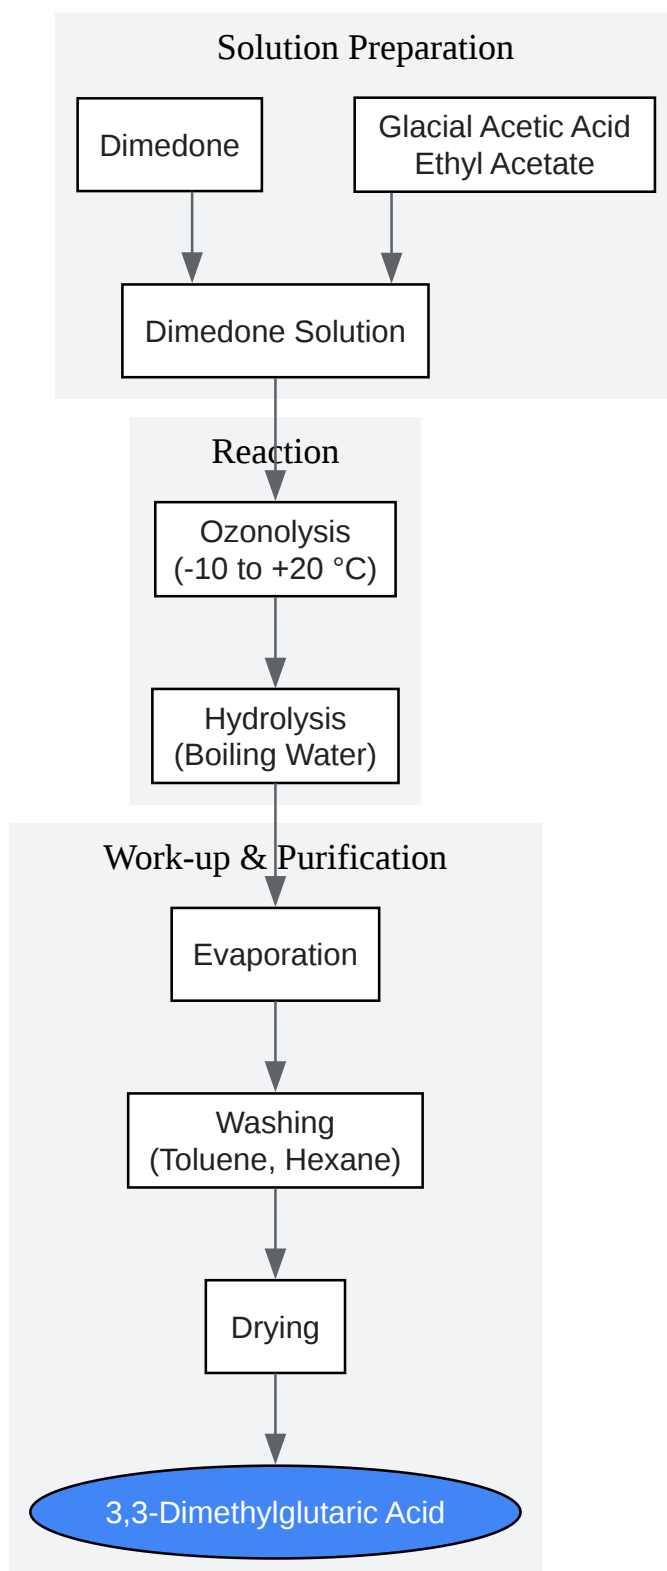 Solution Preparation
Dimedone
Glacial Acetic Acid
Ethyl Acetate
Dimedone Solution
Reaction
Ozonolysis
(-10 to +20 °C)
Hydrolysis
(Boiling Water)
Work-up & Purification
Evaporation
Washing
(Toluene, Hexane)
Drying
3,3-Dimethylglutaric Acid